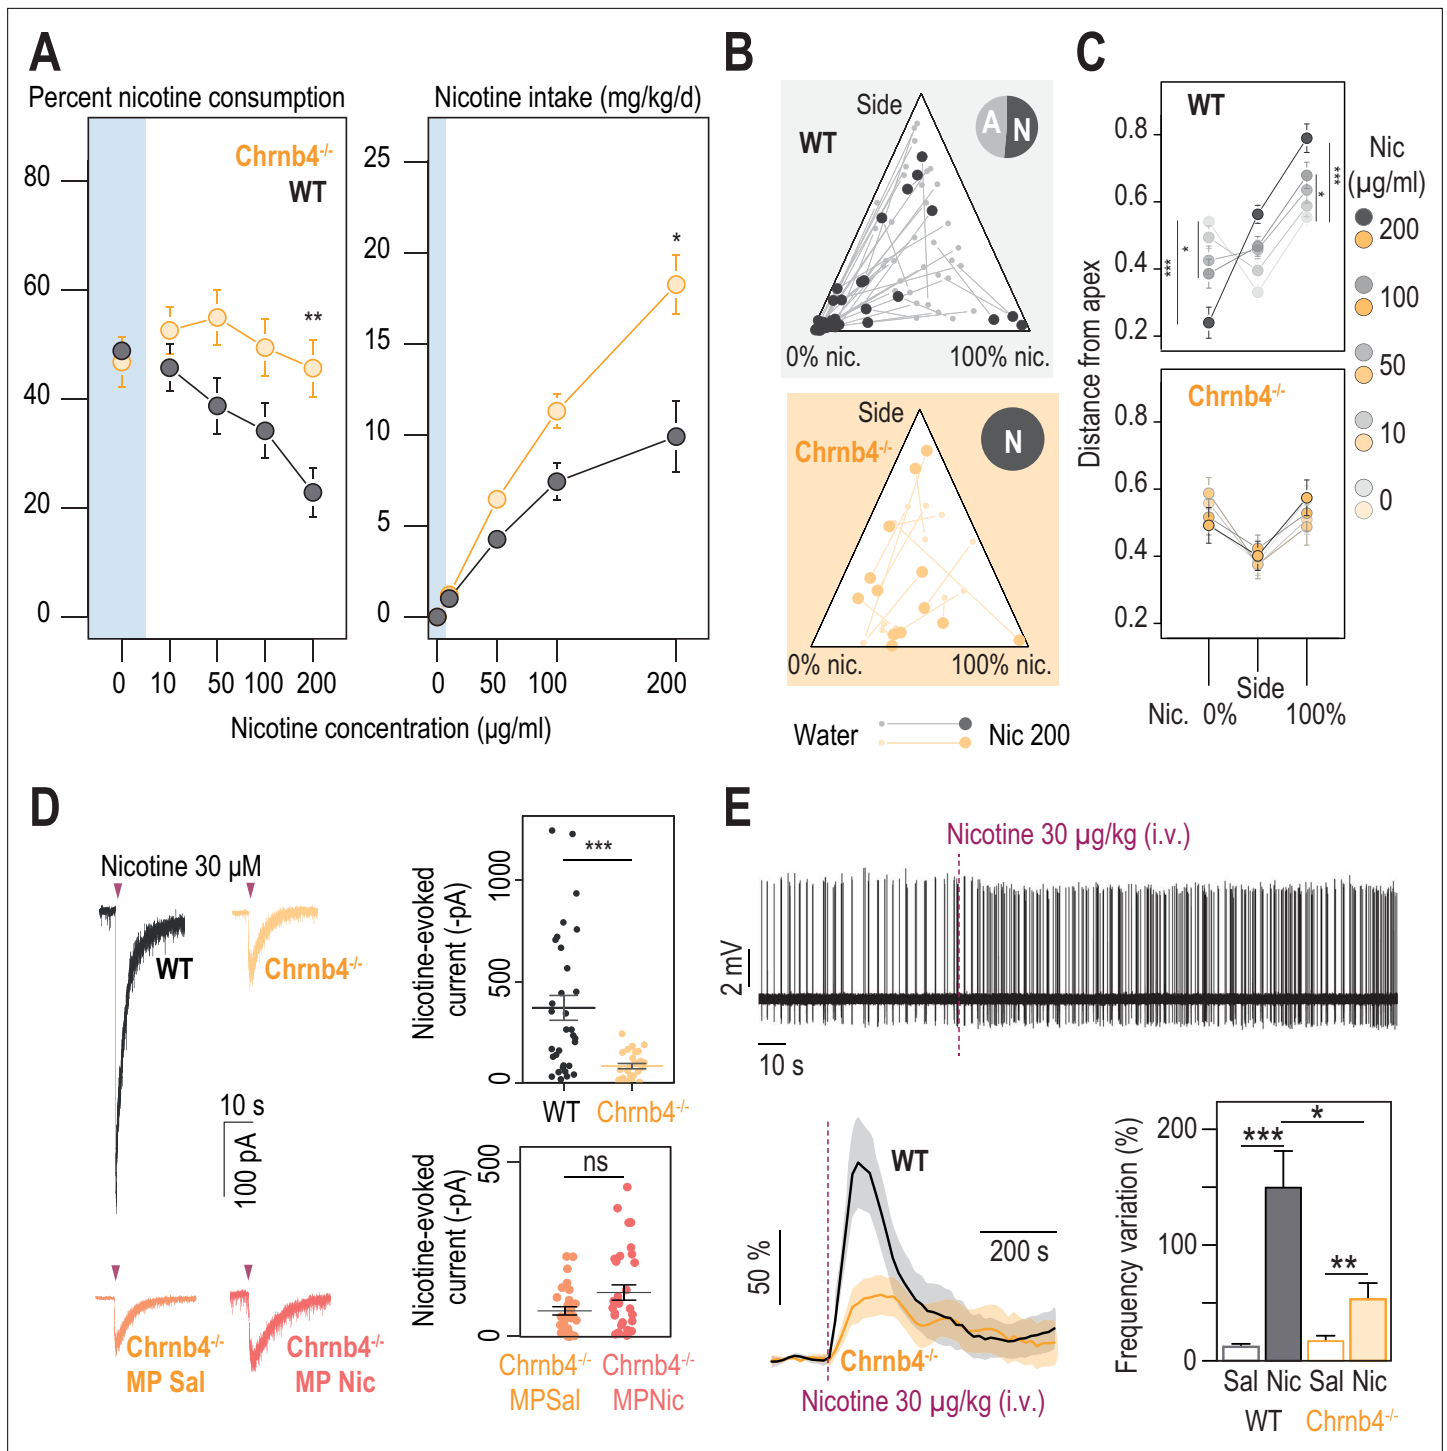 A
Percent nicotine consumption
Chrnb4-/-
WT
80
60
40
20
0
**
0 10 50 100 200
Nicotine intake (mg/kg/d)
25
20
15
10
5
0
*
0 50 100 200
Nicotine concentration (µg/ml)
B
Side
WT
A N
0% nic. 100% nic.
Side
Chrnb4-/-
N
0% nic. 100% nic.
Water Nic 200
C
Distance from apex
WT
0.8
0.6
0.4
0.2
***
*
*
***
Chrnb4-/-
0.8
0.6
0.4
0.2
Side
Nic. 0% 100%
Nic
(µg/ml)
200
100
50
10
0
D
Nicotine 30 µM
WT
Chrnb4-/-
10 s
100 pA
Chrnb4-/-
MP Sal
Chrnb4-/-
MP Nic
Nicotine-evoked
current (-pA)
1000
500
0
***
WT Chrnb4-/-
Nicotine-evoked
current (-pA)
500
0
ns
Chrnb4-/-
MPSal
Chrnb4-/-
MPNic
E
Nicotine 30 µg/kg (i.v.)
2 mV
10 s
WT
50 %
200 s
Chrnb4-/-
Nicotine 30 µg/kg (i.v.)
Frequency variation (%)
200
100
0
***
*
**
Sal Nic Sal Nic
WT Chrnb4-/-